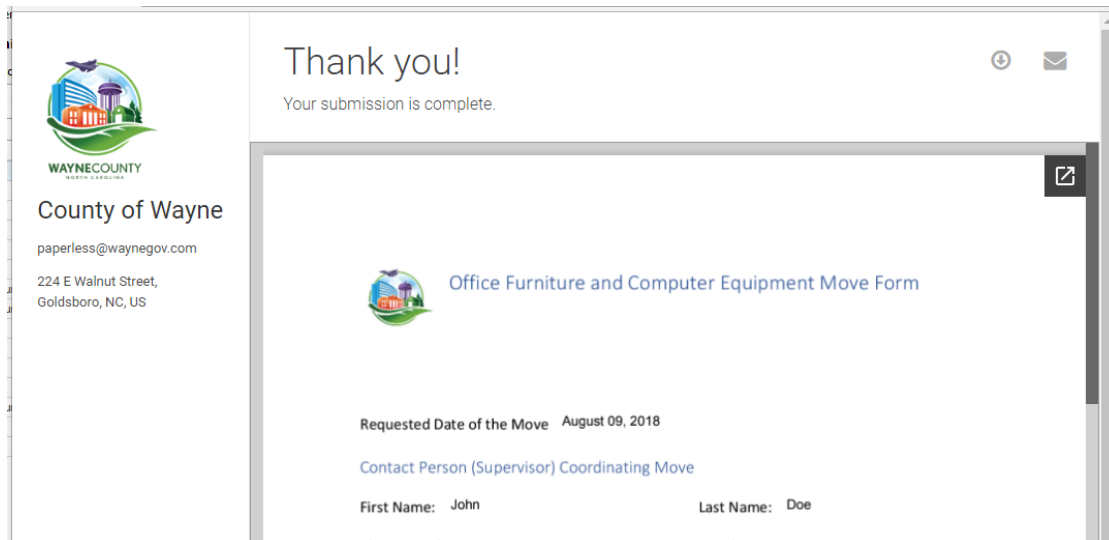 Thank you!
Your submission is complete.
WAYNECOUNTY
NORTH CAROLINA
County of Wayne
paperless@waynegov.com
224 E Walnut Street,
Goldsboro, NC, US
Office Furniture and Computer Equipment Move Form
Requested Date of the Move August 09, 2018
Contact Person (Supervisor) Coordinating Move
First Name: John Last Name: Doe